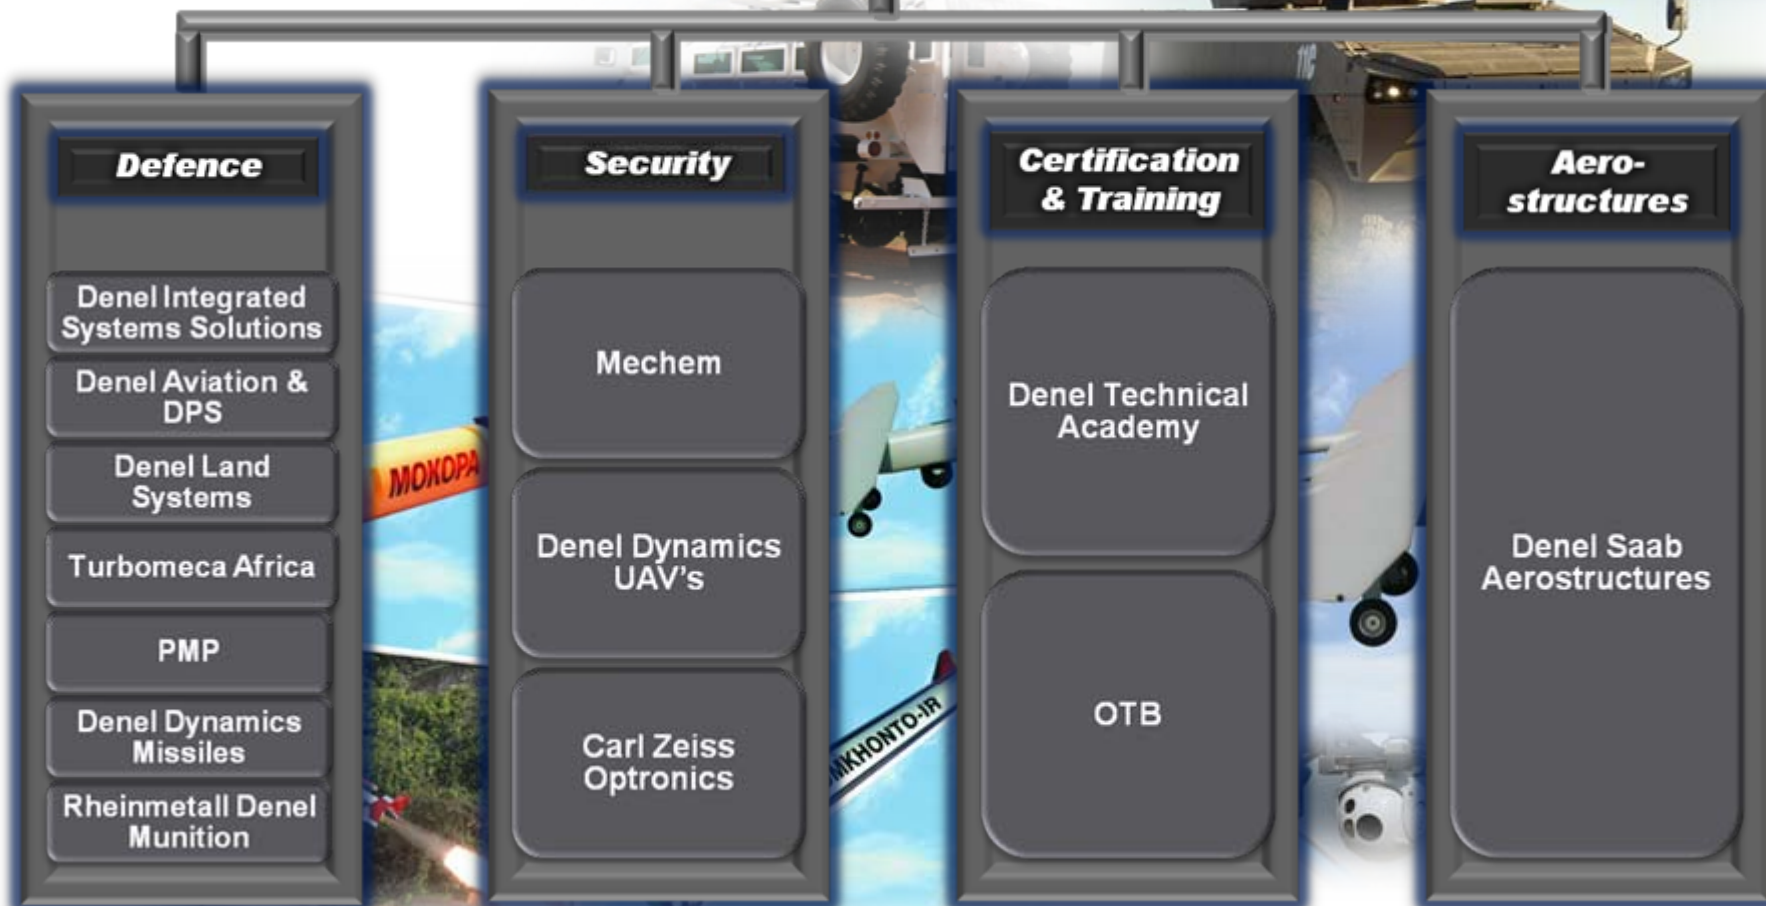 11C
Defence
Denel Integrated
Systems Solutions
Denel Aviation &
DPS
Denel Land
Systems
Turbomeca Africa
PMP
Denel Dynamics
Missiles
Rheinmetall Denel
Munition
MOKOPA
Security
Mechem
Denel Dynamics
UAV's
Carl Zeiss
Optronics
UMKHONTO-IR
Certification
& Training
Denel Technical
Academy
OTB
Aero-
structures
Denel Saab
Aerostructures